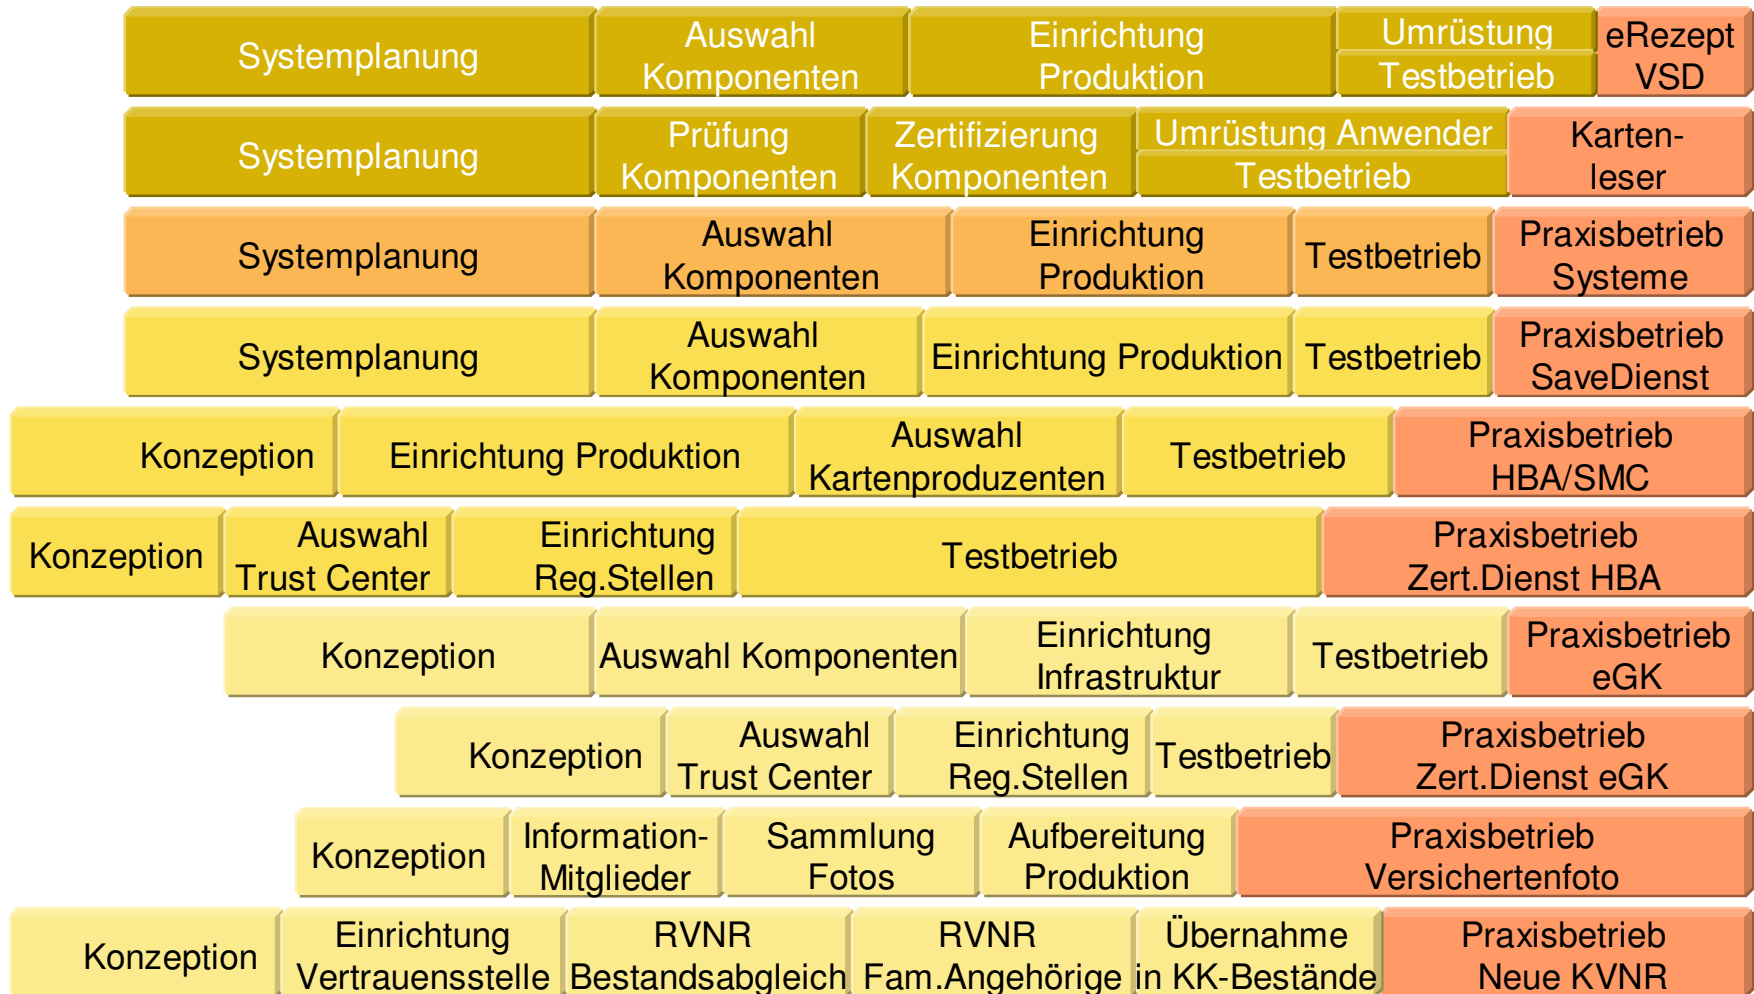 Systemplanung
Auswahl
Komponenten
Einrichtung
Produktion
Umrüstung
Testbetrieb
eRezept
VSD
Systemplanung
Prüfung
Komponenten
Zertifizierung
Komponenten
Umrüstung Anwender
Testbetrieb
Karten-
leser
Systemplanung
Auswahl
Komponenten
Einrichtung
Produktion
Testbetrieb
Praxisbetrieb
Systeme
Systemplanung
Auswahl
Komponenten
Einrichtung Produktion
Testbetrieb
Praxisbetrieb
SaveDienst
Konzeption
Einrichtung Produktion
Auswahl
Kartenproduzenten
Testbetrieb
Praxisbetrieb
HBA/SMC
Konzeption
Auswahl
Trust Center
Einrichtung
Reg.Stellen
Testbetrieb
Praxisbetrieb
Zert.Dienst HBA
Konzeption
Auswahl Komponenten
Einrichtung
Infrastruktur
Testbetrieb
Praxisbetrieb
eGK
Konzeption
Auswahl
Trust Center
Einrichtung
Reg.Stellen
Testbetrieb
Praxisbetrieb
Zert.Dienst eGK
Konzeption
Information-
Mitglieder
Sammlung
Fotos
Aufbereitung
Produktion
Praxisbetrieb
Versichertenfoto
Konzeption
Einrichtung
Vertrauensstelle
RVNR
Bestandsabgleich
RVNR
Fam.Angehörige
Übernahme
in KK-Bestände
Praxisbetrieb
Neue KVNR